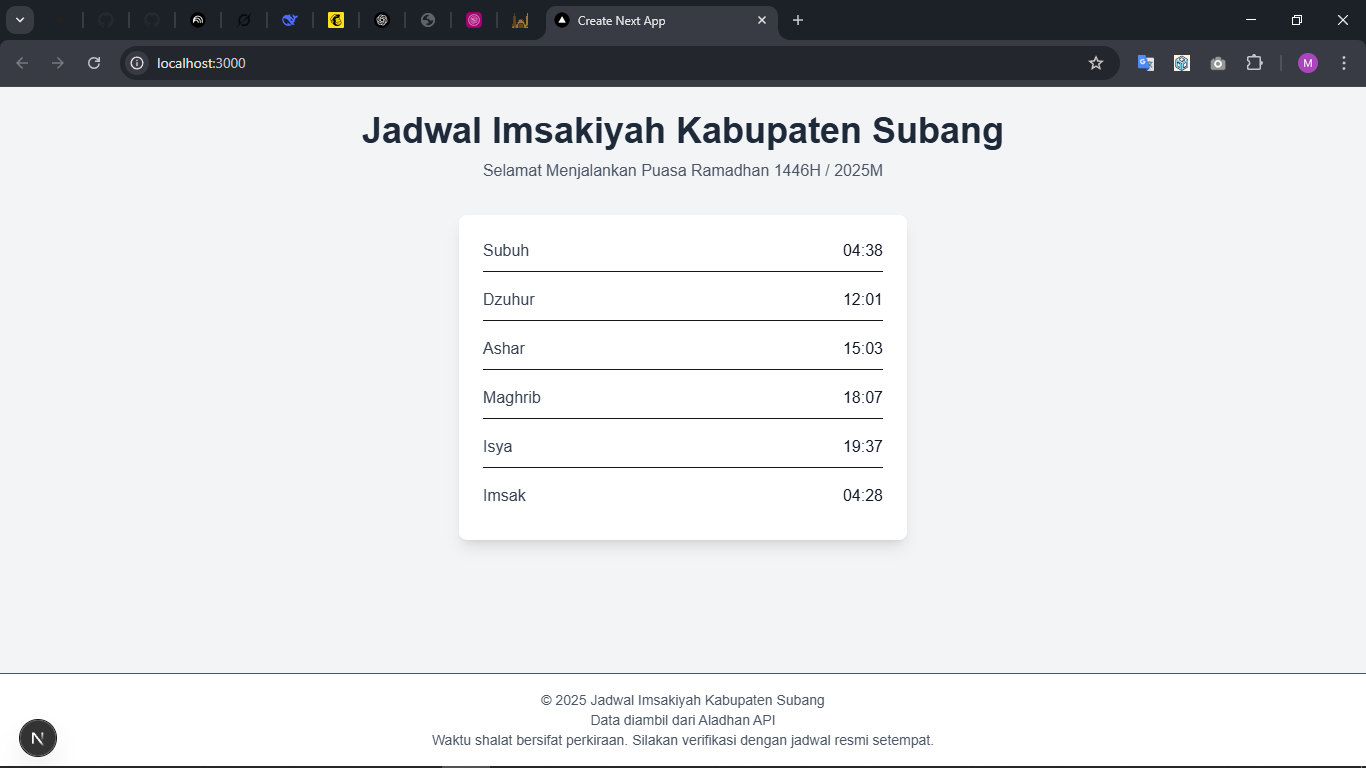 Create Next App
localhost:3000
M
Jadwal Imsakiyah Kabupaten Subang
Selamat Menjalankan Puasa Ramadhan 1446H / 2025M
Subuh 04:38
Dzuhur 12:01
Ashar 15:03
Maghrib 18:07
Isya 19:37
Imsak 04:28
© 2025 Jadwal Imsakiyah Kabupaten Subang
Data diambil dari Aladhan API
Waktu shalat bersifat perkiraan. Silakan verifikasi dengan jadwal resmi setempat.
N